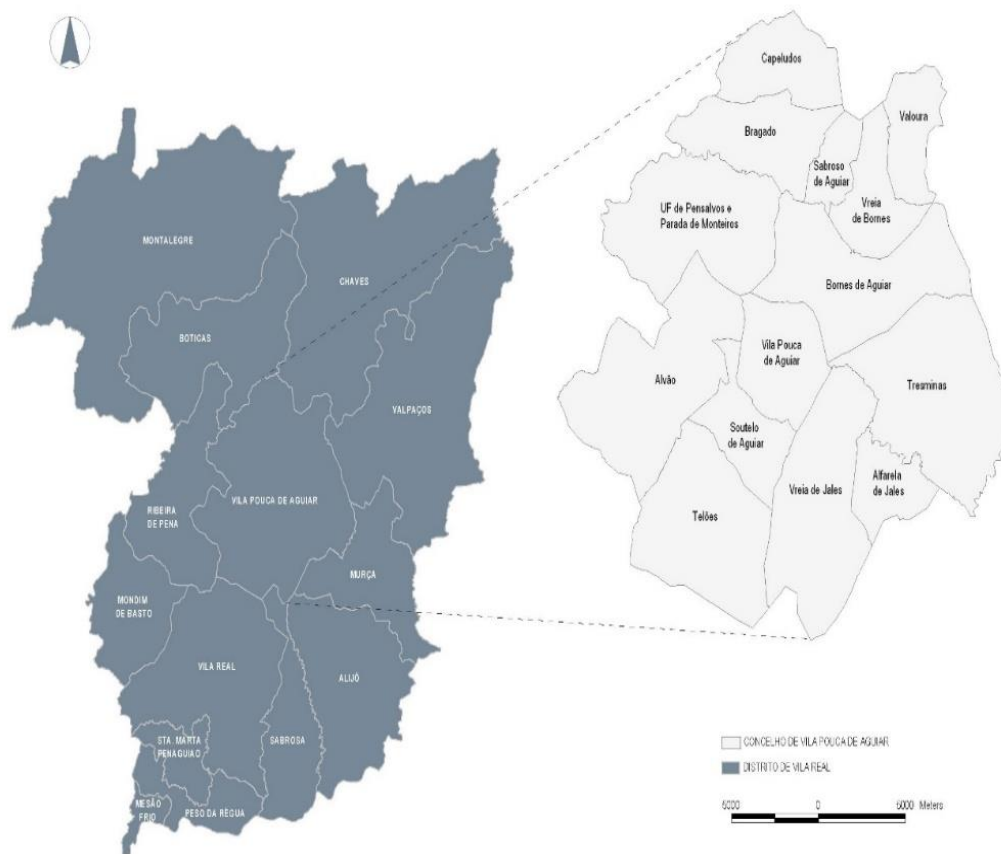 MONTALEGRE
CHAVES
BOTICAS
VALPAÇOS
VILA POUCA DE AGUIAR
RIBEIRA
DE PENA
MURÇA
MONDIM
DE BASTO
VILA REAL
ALIJÓ
STA. MARTA
PENAGUIAO
SABROSA
MESÃO
FRIO
PESO DA RÉGUA
Capeludos
Bragado
Valoura
Sabroso
de Aguiar
UF de Pensalvos e
Parada de Monteiros
Vreia
de Bornes
Bornes de Aguiar
Vila Pouca
de Aguiar
Alvão
Tresminas
Soutelo
de Aguiar
Vreia de Jales
Alfarela
de Jales
Telões
CONCELHO DE VILA POUCA DE AGUIAR
DISTRITO DE VILA REAL
5000 0 5000 Meters